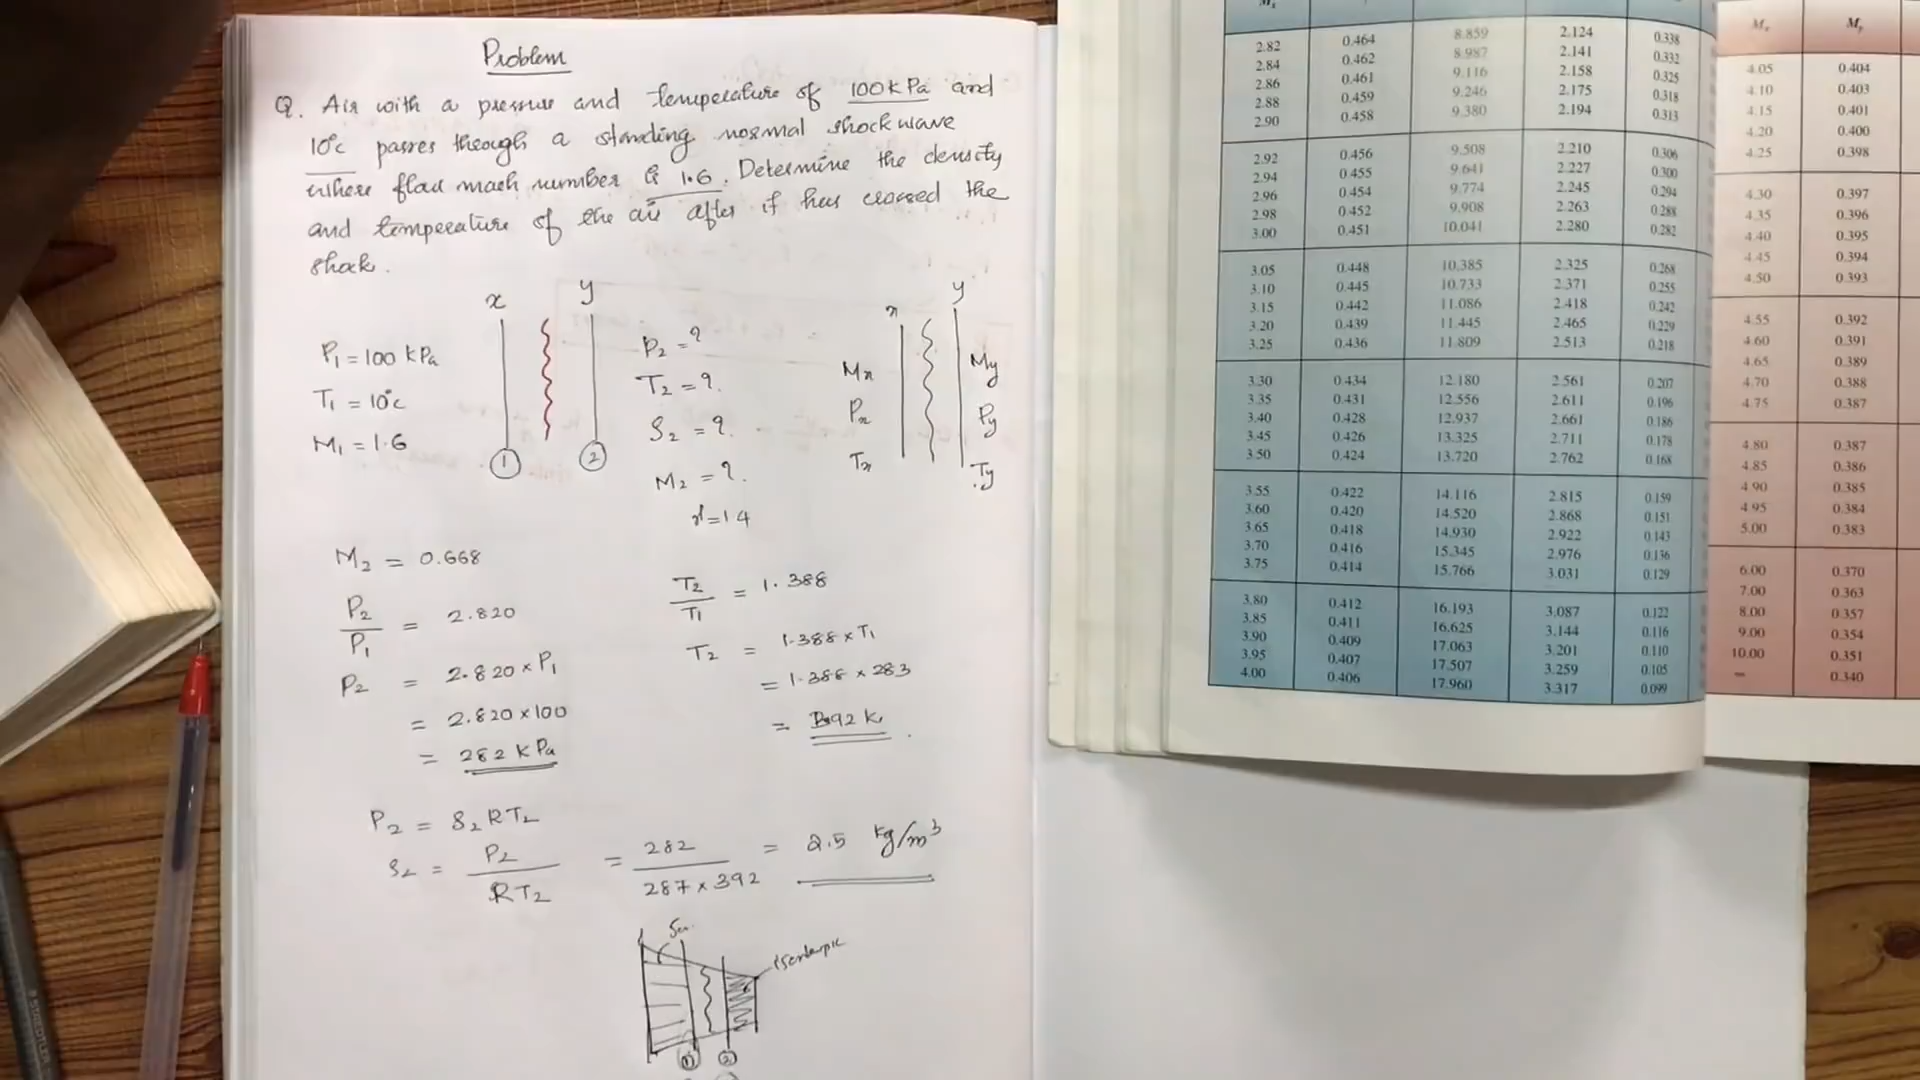 Problem
Q. Air with a pressure and temperature of 100 kPa and
10°c passes through a standing normal shock wave
where flow mach number is 1.6. Determine the density
and temperature of the air after it has crossed the
shock.
x y
P1 = 100 kPa
T1 = 10°c
M1 = 1.6
1 2
P2 = ?
T2 = ?
S2 = ?
M2 = ?
γ = 1.4
x y
Mx My
Px Py
Tx Ty
M2 = 0.668
P2/P1 = 2.820
P2 = 2.820 × P1
= 2.820 × 100
= 282 kPa
T2/T1 = 1.388
T2 = 1.388 × T1
= 1.388 × 283
= 392 K
P2 = S2 RT2
S2 = P2/RT2 = 282/287 × 392 = 2.5 kg/m³
isentropic
1 2
2.82 0.464 8.859 2.124 0.338
2.84 0.462 8.987 2.141 0.332
2.86 0.461 9.116 2.158 0.325
2.88 0.459 9.246 2.175 0.318
2.90 0.458 9.380 2.194 0.313
2.92 0.456 9.508 2.210 0.306
2.94 0.455 9.641 2.227 0.300
2.96 0.454 9.774 2.245 0.294
2.98 0.452 9.908 2.263 0.288
3.00 0.451 10.041 2.280 0.282
3.05 0.448 10.385 2.325 0.268
3.10 0.445 10.733 2.371 0.255
3.15 0.442 11.086 2.418 0.242
3.20 0.439 11.445 2.465 0.229
3.25 0.436 11.809 2.513 0.218
3.30 0.434 12.180 2.561 0.207
3.35 0.431 12.556 2.611 0.196
3.40 0.428 12.937 2.661 0.186
3.45 0.426 13.325 2.711 0.178
3.50 0.424 13.720 2.762 0.168
3.55 0.422 14.116 2.815 0.159
3.60 0.420 14.520 2.868 0.151
3.65 0.418 14.930 2.922 0.143
3.70 0.416 15.345 2.976 0.136
3.75 0.414 15.766 3.031 0.129
3.80 0.412 16.193 3.087 0.122
3.85 0.411 16.625 3.144 0.116
3.90 0.409 17.063 3.201 0.110
3.95 0.407 17.507 3.259 0.105
4.00 0.406 17.960 3.317 0.099
Mx My
4.05 0.404
4.10 0.403
4.15 0.401
4.20 0.400
4.25 0.398
4.30 0.397
4.35 0.396
4.40 0.395
4.45 0.394
4.50 0.393
4.55 0.392
4.60 0.391
4.65 0.389
4.70 0.388
4.75 0.387
4.80 0.387
4.85 0.386
4.90 0.385
4.95 0.384
5.00 0.383
6.00 0.370
7.00 0.363
8.00 0.357
9.00 0.354
10.00 0.351
∞ 0.340